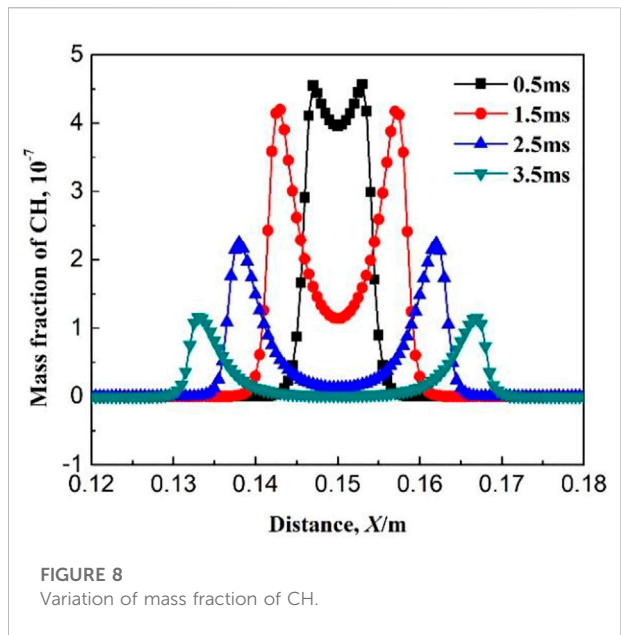 5
4
3
2
1
0
-1
Mass fraction of CH, 10^-7
0.5ms
1.5ms
2.5ms
3.5ms
0.12 0.13 0.14 0.15 0.16 0.17 0.18
Distance, X/m
FIGURE 8
Variation of mass fraction of CH.